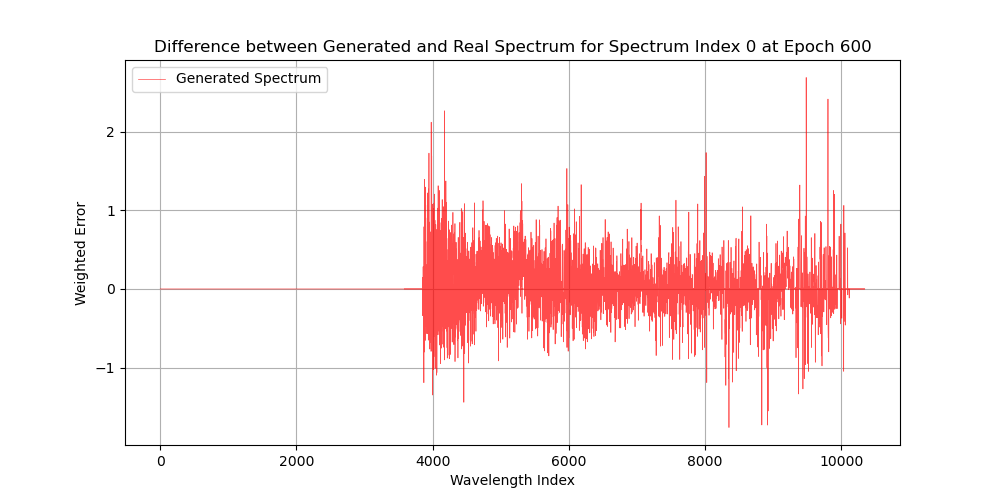 Difference between Generated and Real Spectrum for Spectrum Index 0 at Epoch 600
Generated Spectrum
Weighted Error
2
1
0
−1
0 2000 4000 6000 8000 10000
Wavelength Index